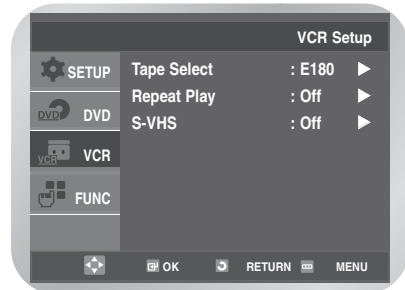 VCR Setup
SETUP
DVD DVD
VCR VCR
FUNC
Tape Select : E180
Repeat Play : Off
S-VHS : Off
OK RETURN MENU